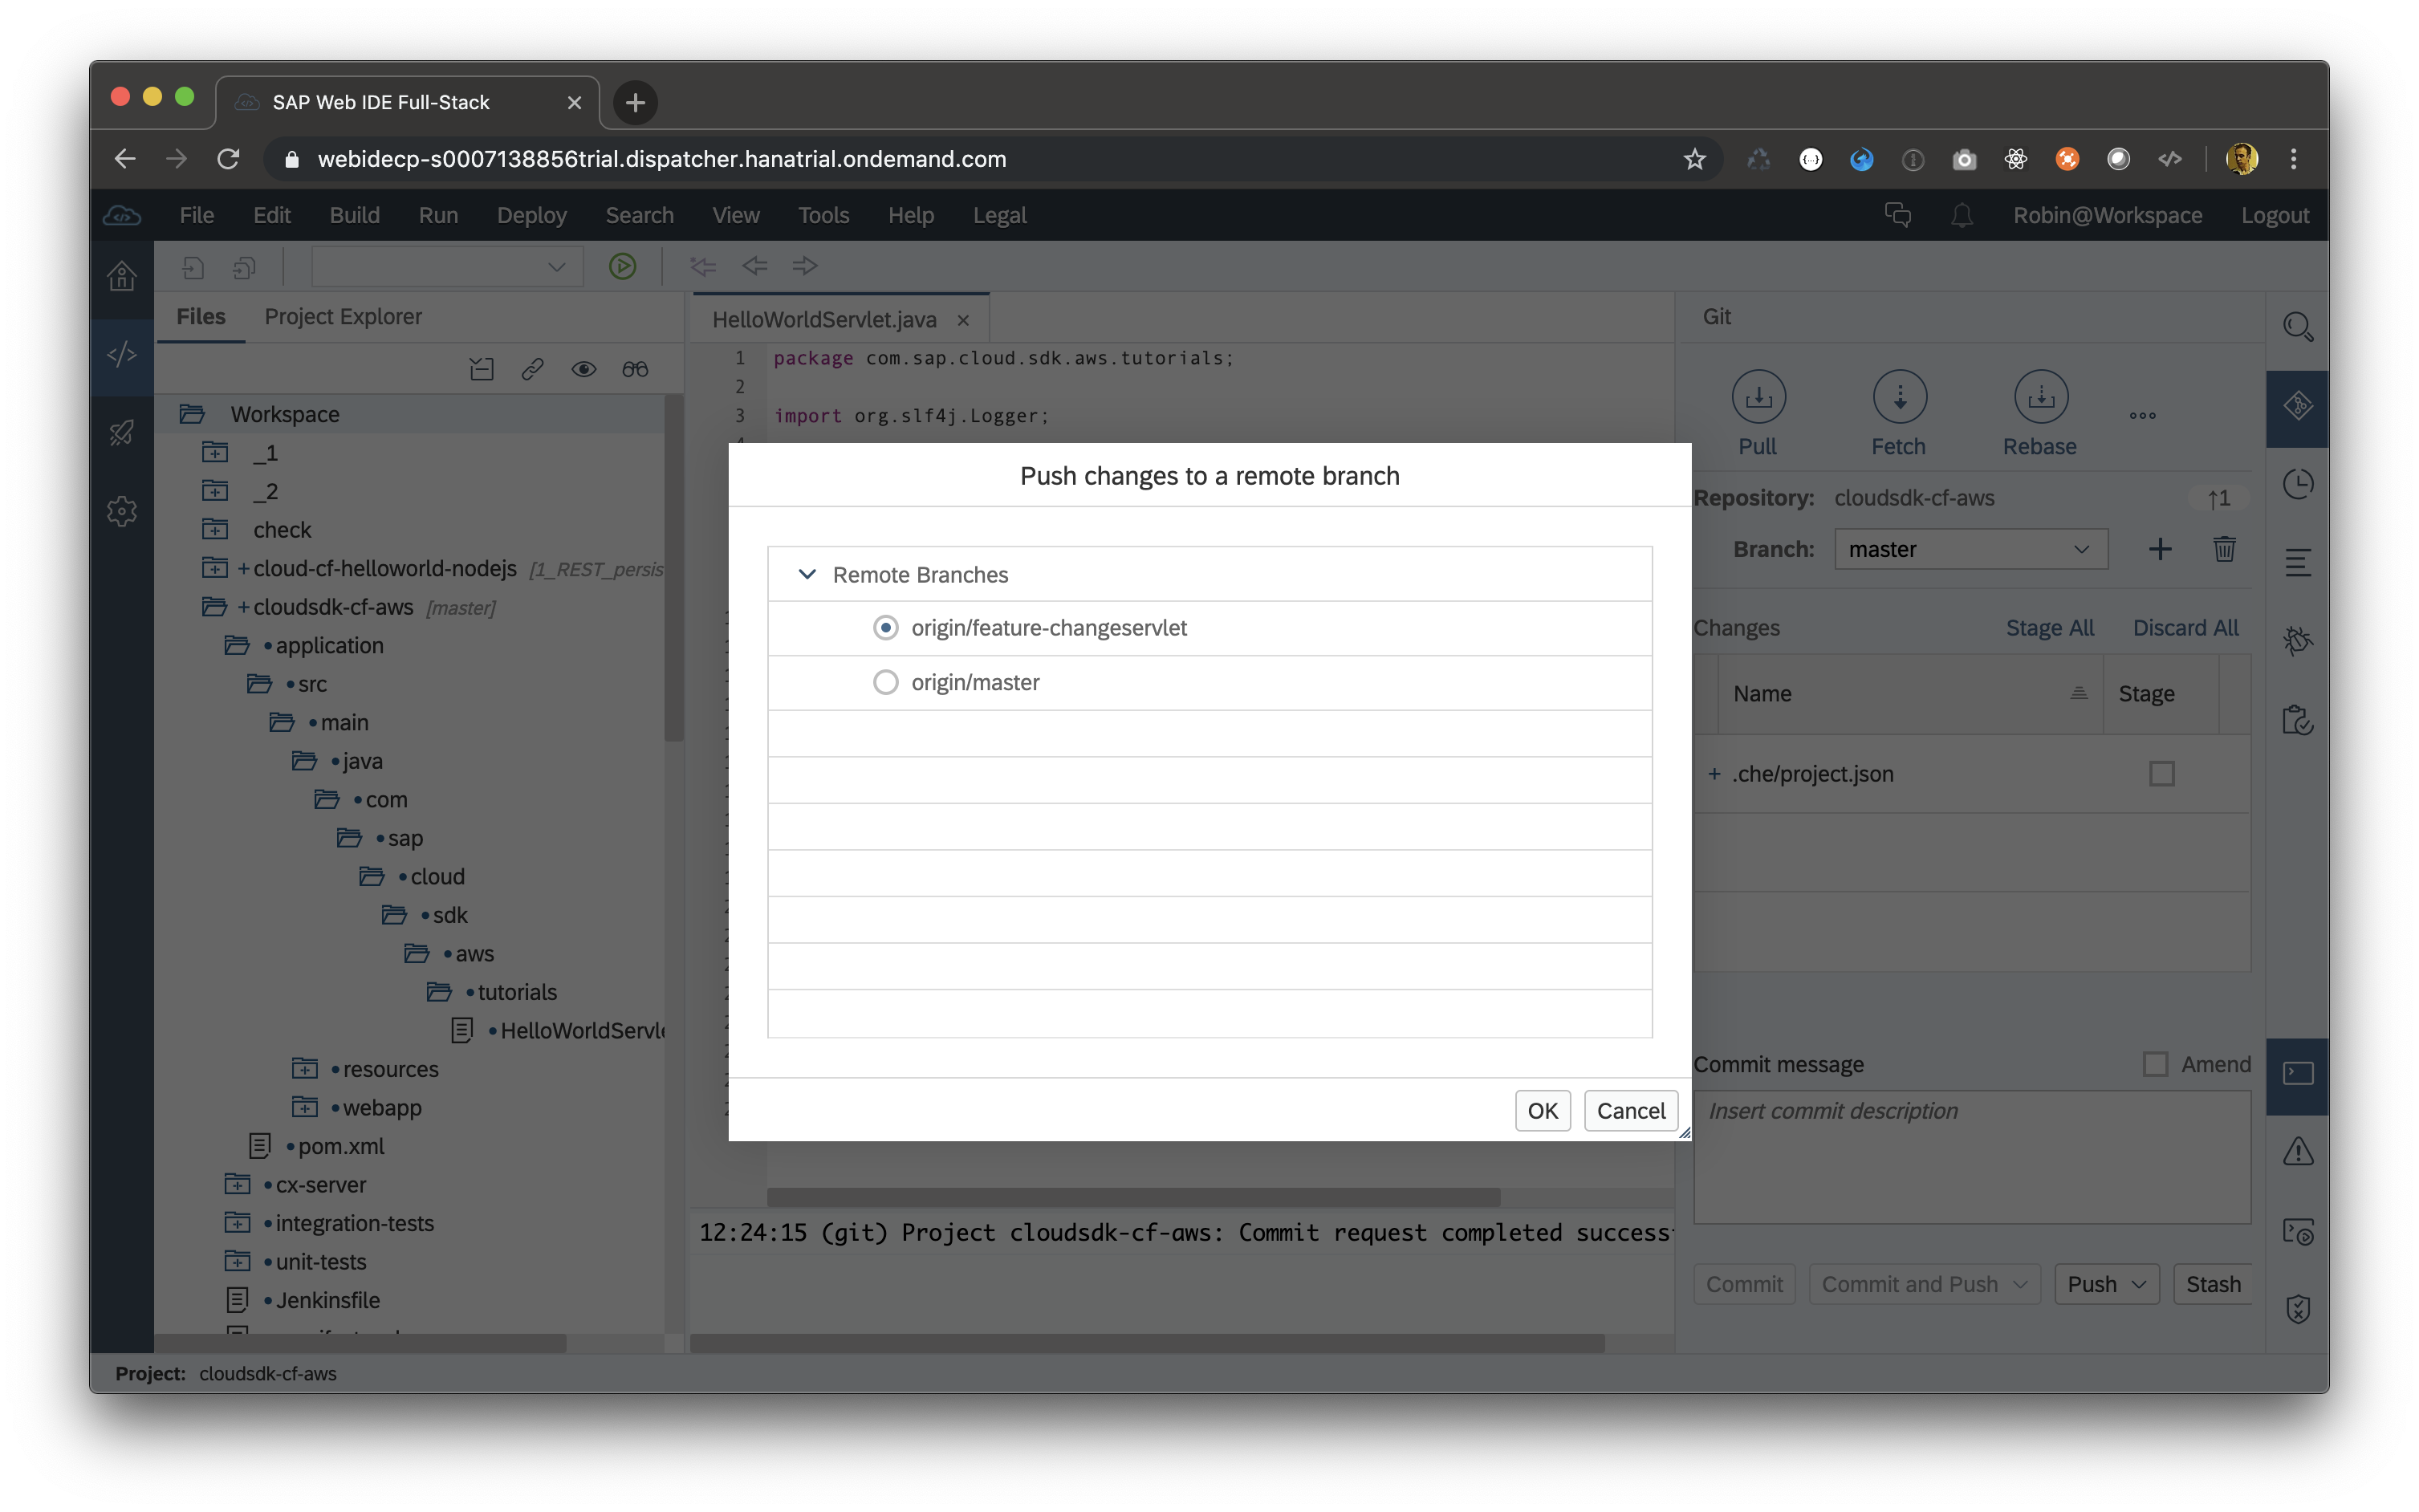 SAP Web IDE Full-Stack
webidecp-s0007138856trial.dispatcher.hanatrial.ondemand.com
File Edit Build Run Deploy Search View Tools Help Legal Robin@Workspace Logout
Files Project Explorer
Workspace
_1
_2
check
+cloud-cf-helloworld-nodejs [1_REST_persis
+cloudsdk-cf-aws [master]
application
src
main
java
com
sap
cloud
sdk
aws
tutorials
HelloWorldServle
resources
webapp
pom.xml
cx-server
integration-tests
unit-tests
Jenkinsfile
HelloWorldServlet.java
1 package com.sap.cloud.sdk.aws.tutorials;
2
3 import org.slf4j.Logger;
Push changes to a remote branch
Remote Branches
origin/feature-changeservlet
origin/master
OK Cancel
12:24:15 (git) Project cloudsdk-cf-aws: Commit request completed success
Git
Pull Fetch Rebase
Repository: cloudsdk-cf-aws ↑1
Branch: master
Changes Stage All Discard All
Name Stage
+ .che/project.json
Commit message Amend
Insert commit description
Commit Commit and Push Push Stash
Project: cloudsdk-cf-aws